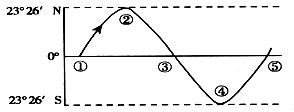 23°26′ N
②
0°
① ③ ⑤
④
23°26′ S